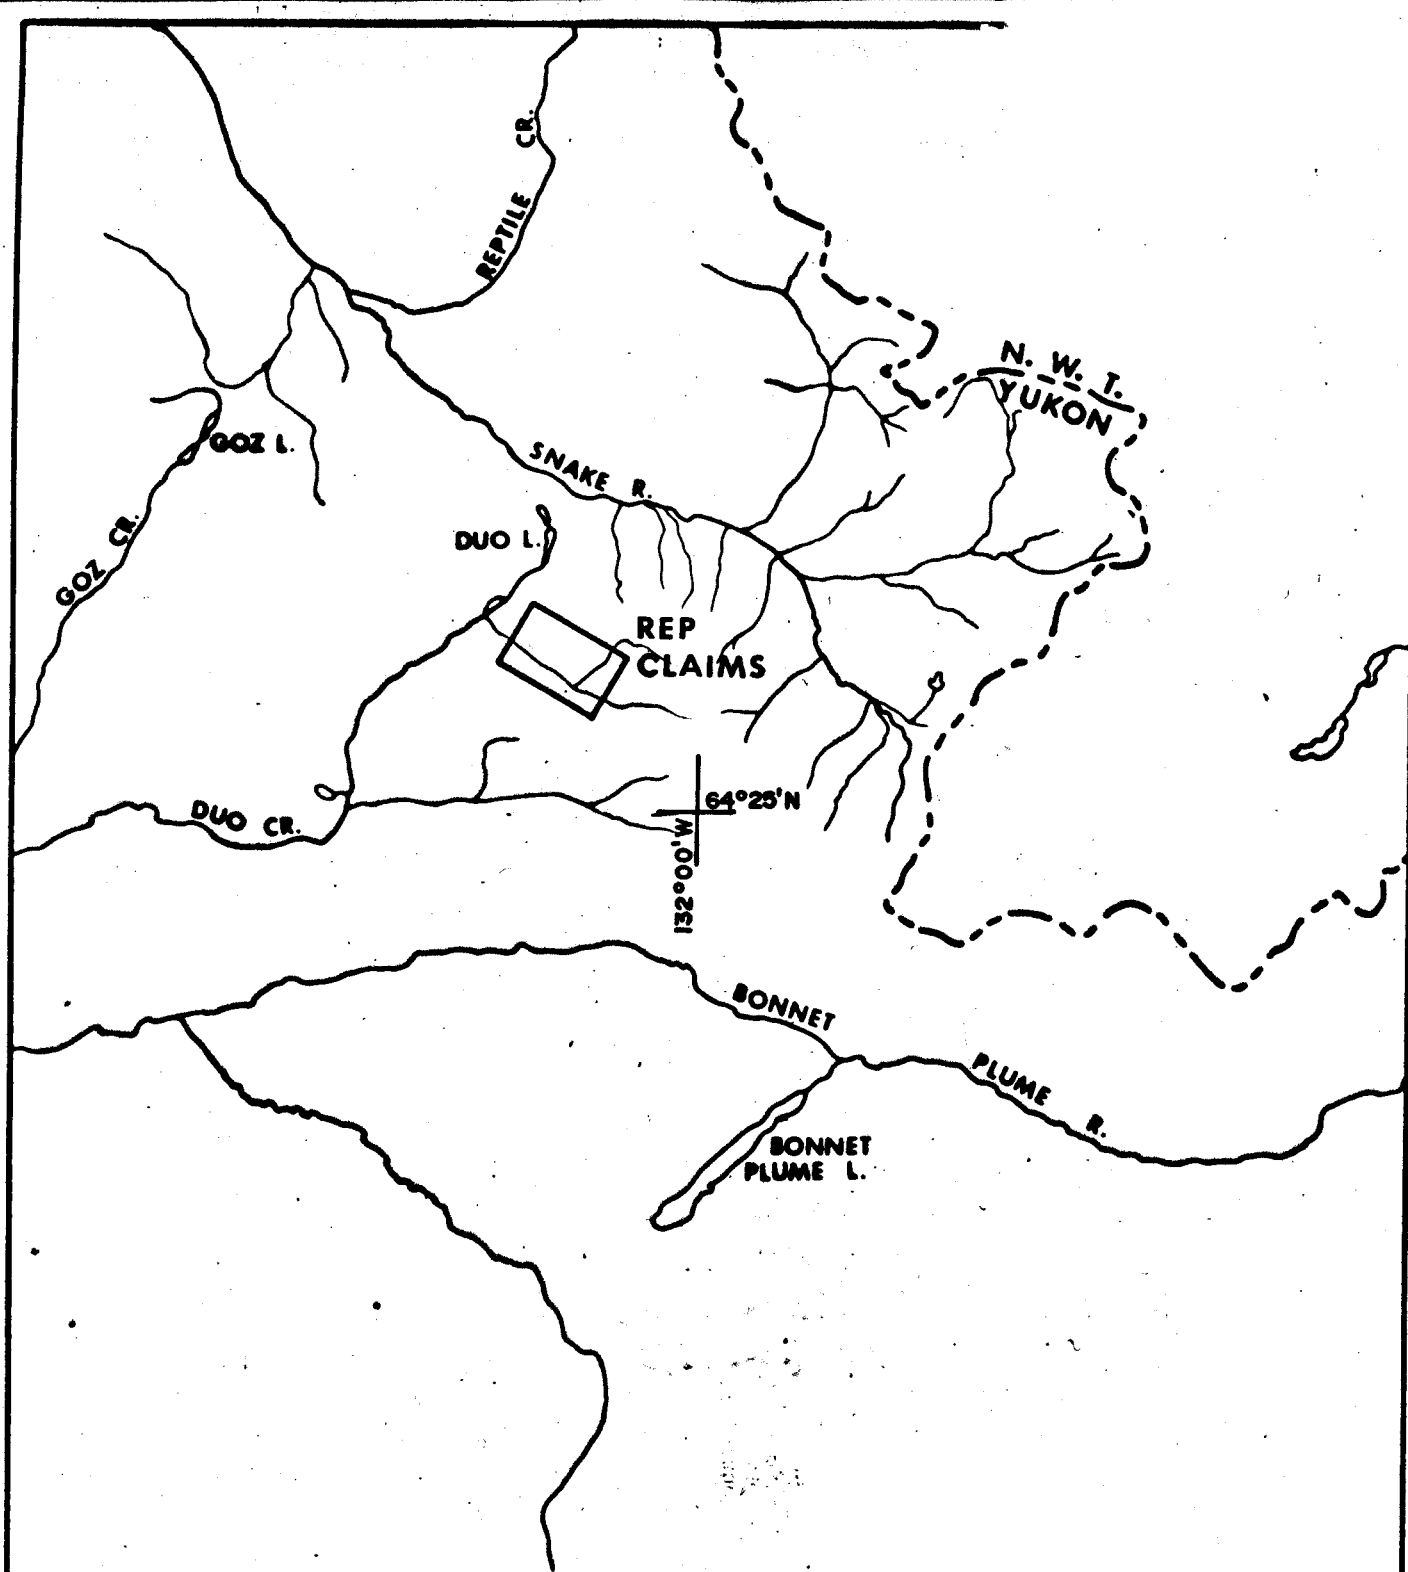 REPTILE CR.
N. W. T.
YUKON
GOZ L.
SNAKE R.
DUO L.
GOZ CR.
REP
CLAIMS
64°25'N
132°00'W
DUO CR.
BONNET PLUME R.
BONNET
PLUME L.